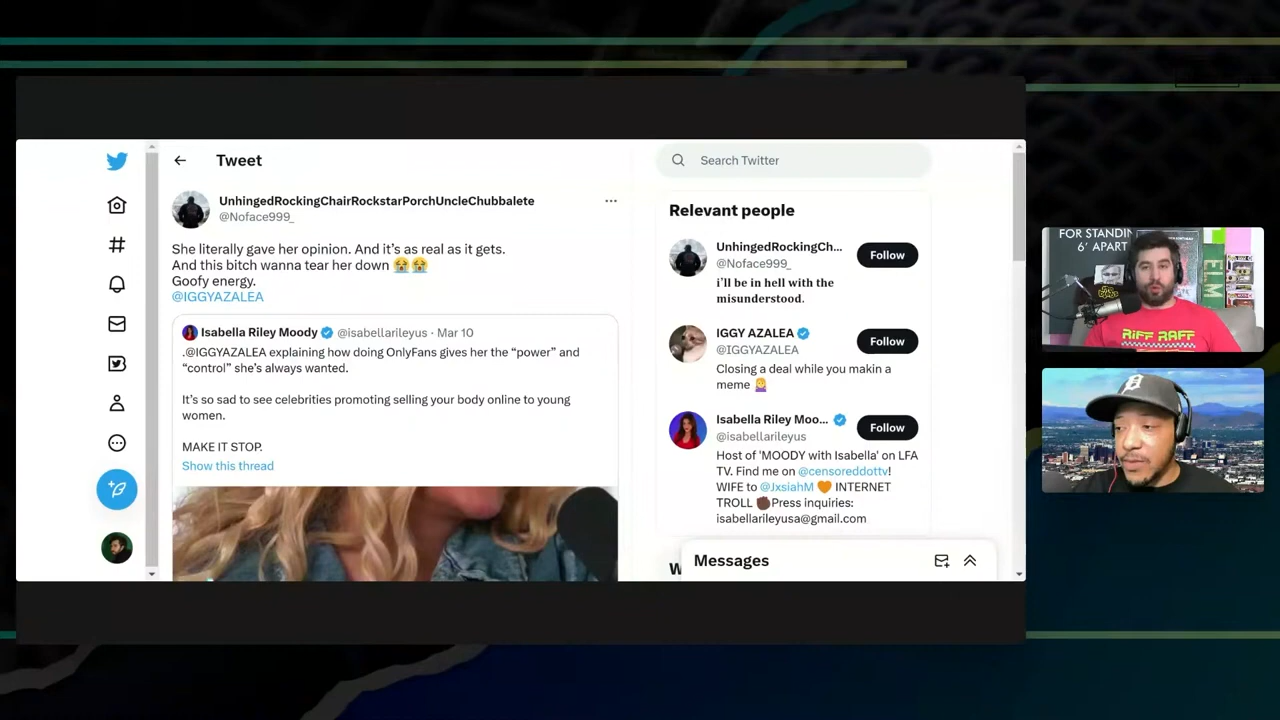 Tweet
Search Twitter
UnhingedRockingChairRockstarPorchUncleChubbalete
@Noface999_
She literally gave her opinion. And it's as real as it gets.
And this bitch wanna tear her down 😭😭
Goofy energy.
@IGGYAZALEA
Isabella Riley Moody @isabellarileyus · Mar 10
.@IGGYAZALEA explaining how doing OnlyFans gives her the “power” and
“control” she's always wanted.
It's so sad to see celebrities promoting selling your body online to young
women.
MAKE IT STOP.
Show this thread
Relevant people
UnhingedRockingCh...
@Noface999_
Follow
i'll be in hell with the
misunderstood.
IGGY AZALEA
@IGGYAZALEA
Follow
Closing a deal while you makin a
meme 💁‍♀️
Isabella Riley Moo...
@isabellarileyus
Follow
Host of 'MOODY with Isabella' on LFA
TV. Find me on @censoreddottv!
WIFE to @JxsiahM 🧡 INTERNET
TROLL ✊🏿Press inquiries:
isabellarileyusa@gmail.com
Messages
FOR STANDIN
6' APART
ELM
RiFF RAFF